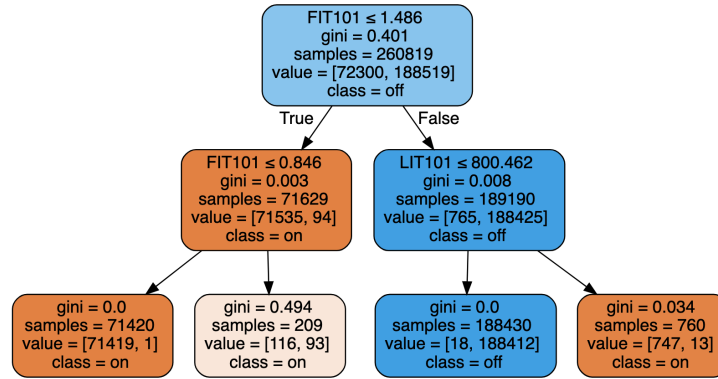 FIT101 ≤ 1.486
gini = 0.401
samples = 260819
value = [72300, 188519]
class = off
True
False
FIT101 ≤ 0.846
gini = 0.003
samples = 71629
value = [71535, 94]
class = on
LIT101 ≤ 800.462
gini = 0.008
samples = 189190
value = [765, 188425]
class = off
gini = 0.0
samples = 71420
value = [71419, 1]
class = on
gini = 0.494
samples = 209
value = [116, 93]
class = on
gini = 0.0
samples = 188430
value = [18, 188412]
class = off
gini = 0.034
samples = 760
value = [747, 13]
class = on